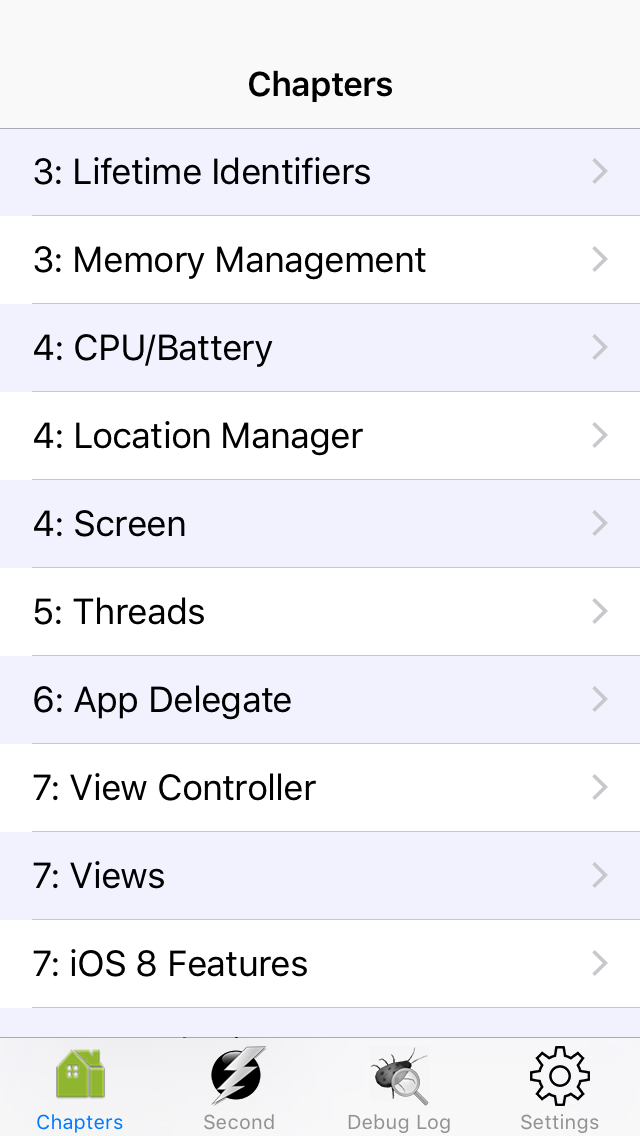 Chapters
3: Lifetime Identifiers
3: Memory Management
4: CPU/Battery
4: Location Manager
4: Screen
5: Threads
6: App Delegate
7: View Controller
7: Views
7: iOS 8 Features
Chapters
Second
Debug Log
Settings